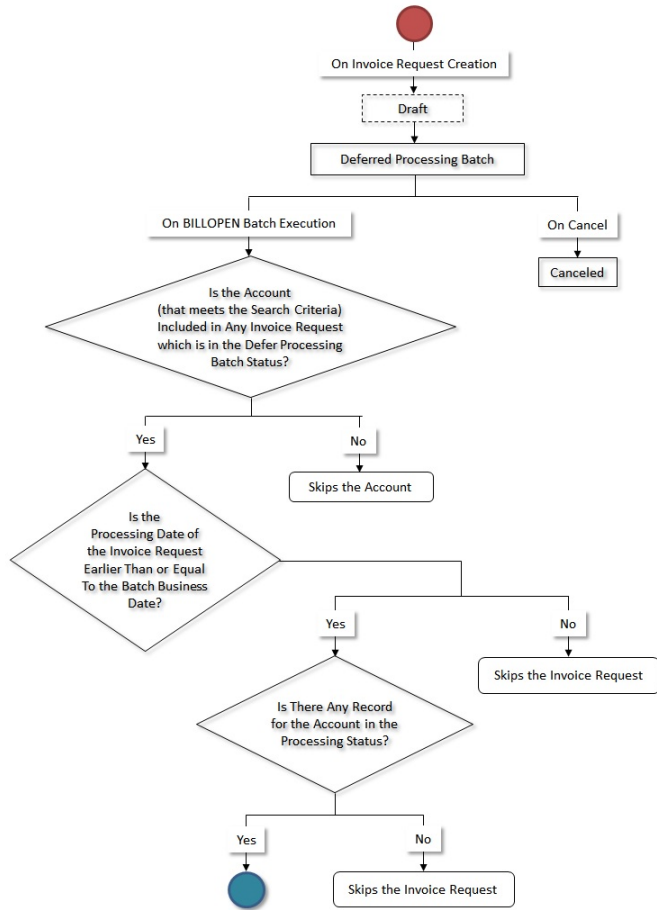 On Invoice Request Creation
Draft
Deferred Processing Batch
On BILLOPEN Batch Execution
On Cancel
Canceled
Is the Account
(that meets the Search Criteria)
Included in Any Invoice Request
which is in the Defer Processing
Batch Status?
Yes
No
Skips the Account
Is the
Processing Date of
the Invoice Request
Earlier Than or Equal
To the Batch Business
Date?
Yes
No
Skips the Invoice Request
Is There Any Record
for the Account in the
Processing Status?
Yes
No
Skips the Invoice Request